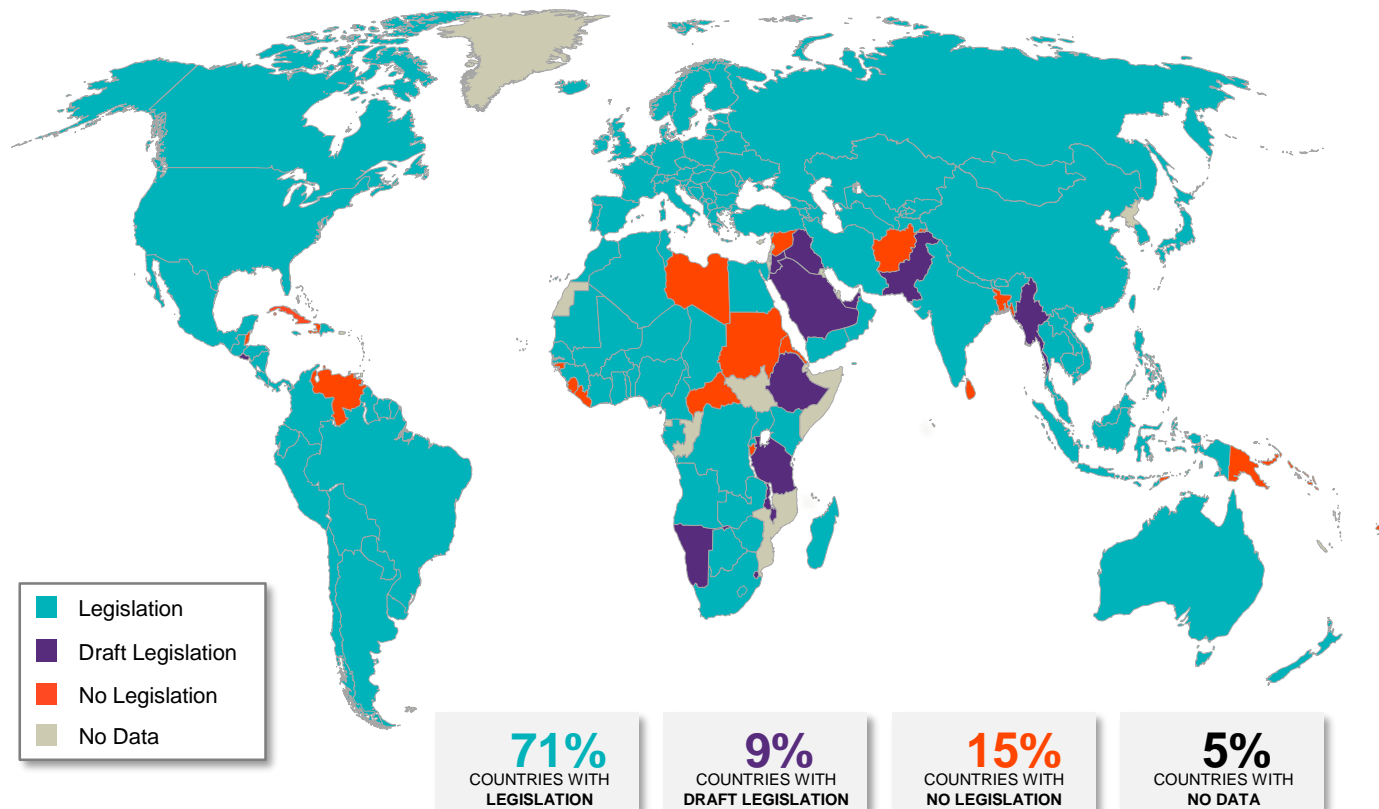 Legislation
Draft Legislation
No Legislation
No Data
71%
COUNTRIES WITH
LEGISLATION
9%
COUNTRIES WITH
DRAFT LEGISLATION
15%
COUNTRIES WITH
NO LEGISLATION
5%
COUNTRIES WITH
NO DATA